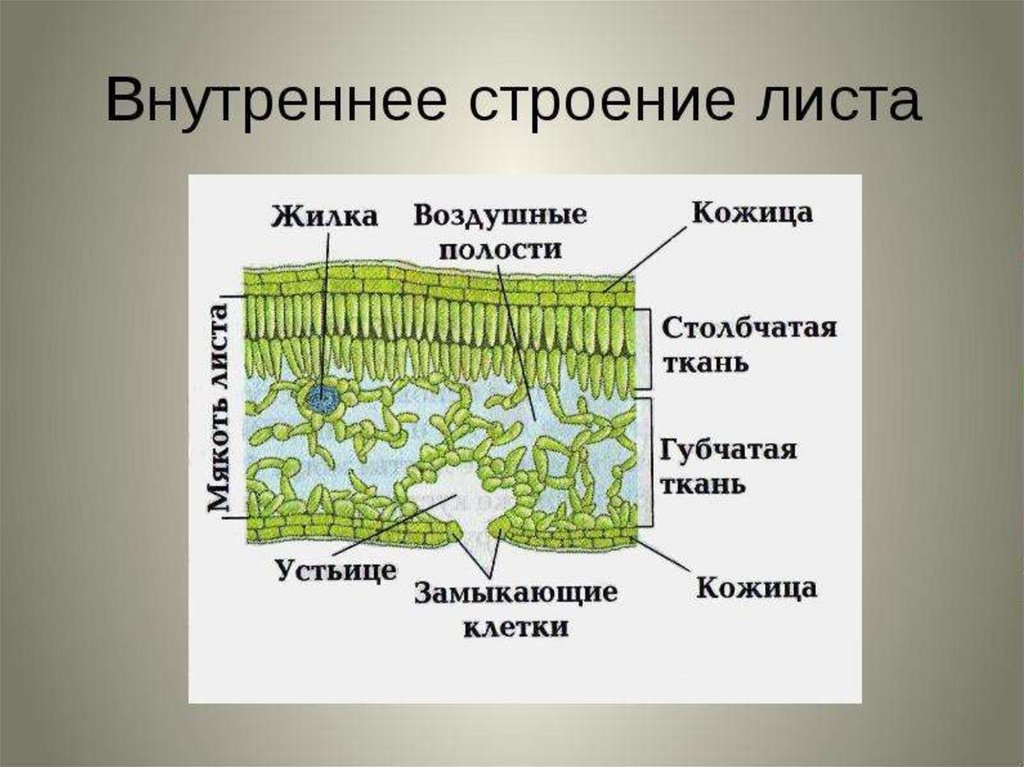 Внутреннее строение листа
Жилка
Воздушные
полости
Кожица
Мякоть листа
Столбчатая
ткань
Губчатая
ткань
Устьице
Замыкающие
клетки
Кожица